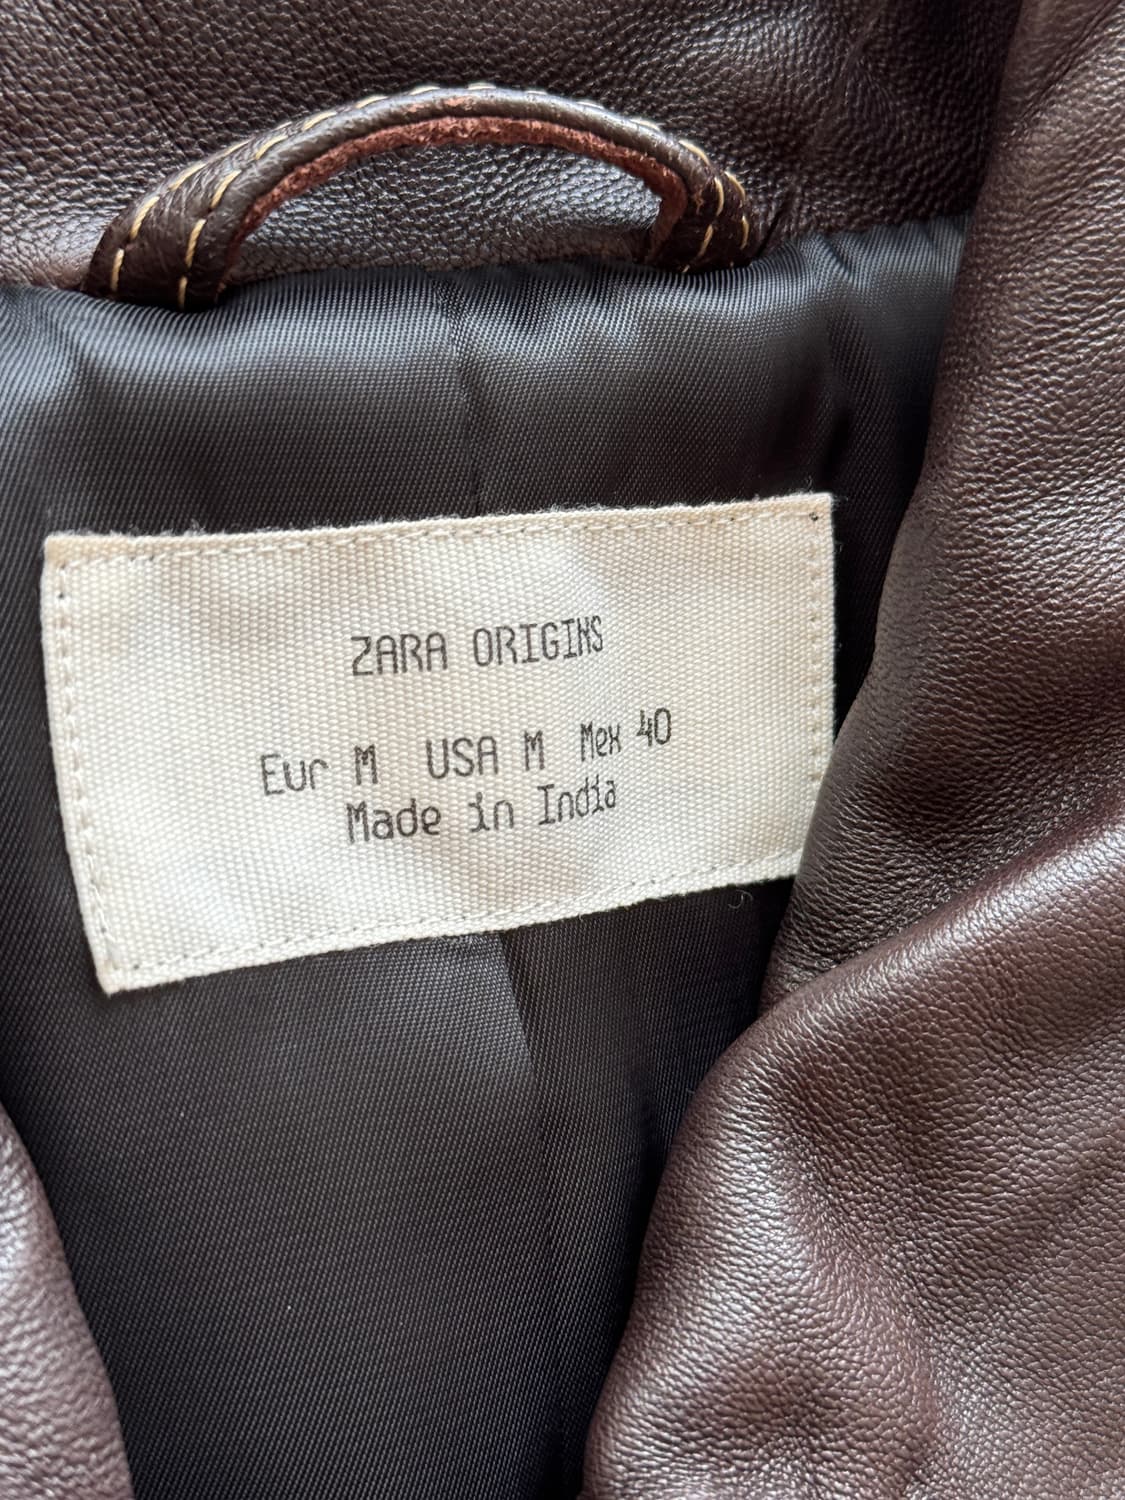 ZARA ORIGINS
Eur M USA M Mex 40
Made in India